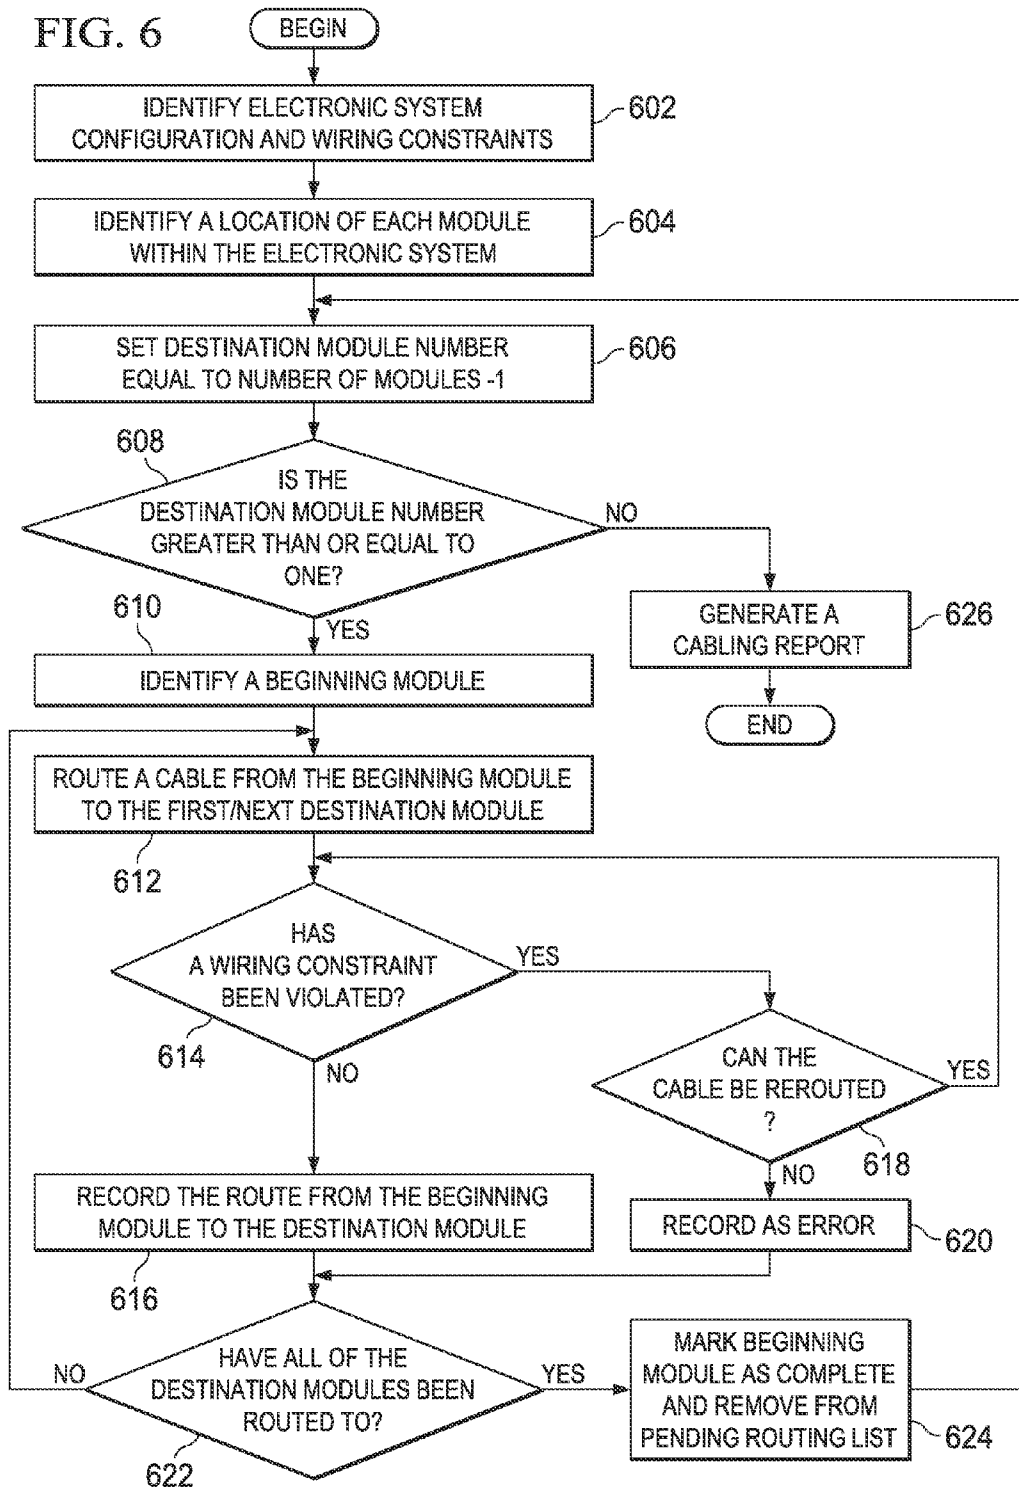 FIG. 6
BEGIN
IDENTIFY ELECTRONIC SYSTEM
CONFIGURATION AND WIRING CONSTRAINTS
602
IDENTIFY A LOCATION OF EACH MODULE
WITHIN THE ELECTRONIC SYSTEM
604
SET DESTINATION MODULE NUMBER
EQUAL TO NUMBER OF MODULES -1
606
608
IS THE
DESTINATION MODULE NUMBER
GREATER THAN OR EQUAL TO
ONE?
NO
YES
GENERATE A
CABLING REPORT
626
END
610
IDENTIFY A BEGINNING MODULE
ROUTE A CABLE FROM THE BEGINNING MODULE
TO THE FIRST/NEXT DESTINATION MODULE
612
HAS
A WIRING CONSTRAINT
BEEN VIOLATED?
YES
614
NO
CAN THE
CABLE BE REROUTED
?
YES
618
NO
RECORD THE ROUTE FROM THE BEGINNING
MODULE TO THE DESTINATION MODULE
616
RECORD AS ERROR
620
HAVE ALL OF THE
DESTINATION MODULES BEEN
ROUTED TO?
NO
YES
622
MARK BEGINNING
MODULE AS COMPLETE
AND REMOVE FROM
PENDING ROUTING LIST
624